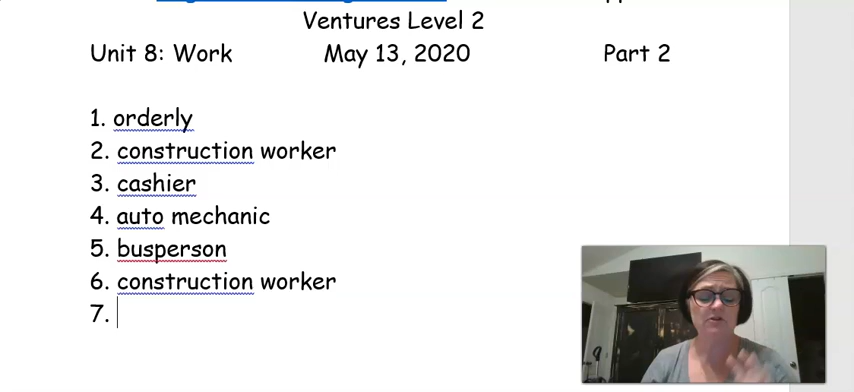 Ventures Level 2
Unit 8: Work May 13, 2020 Part 2
1. orderly
2. construction worker
3. cashier
4. auto mechanic
5. busperson
6. construction worker
7.